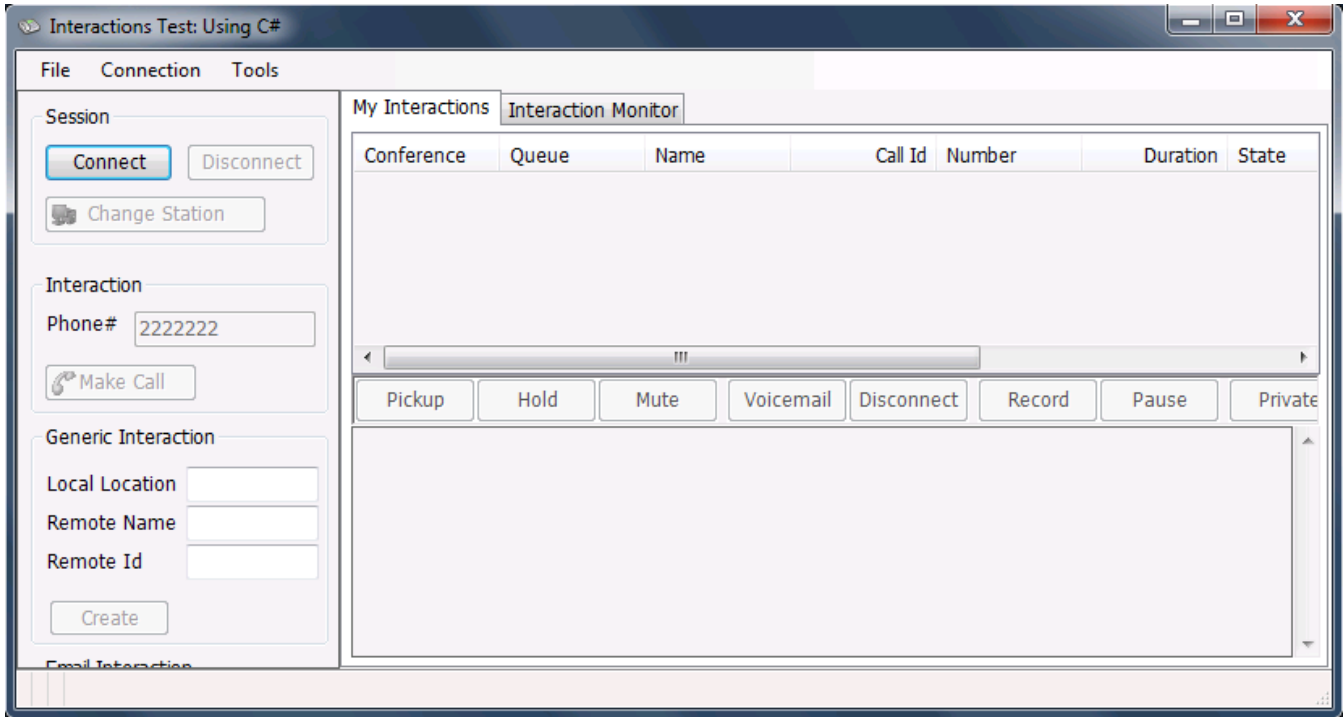 Interactions Test: Using C#
File Connection Tools
Session
Connect Disconnect
Change Station
Interaction
Phone# 2222222
Make Call
Generic Interaction
Local Location
Remote Name
Remote Id
Create
Email Interaction
My Interactions Interaction Monitor
Conference Queue Name Call Id Number Duration State
Pickup Hold Mute Voicemail Disconnect Record Pause Private